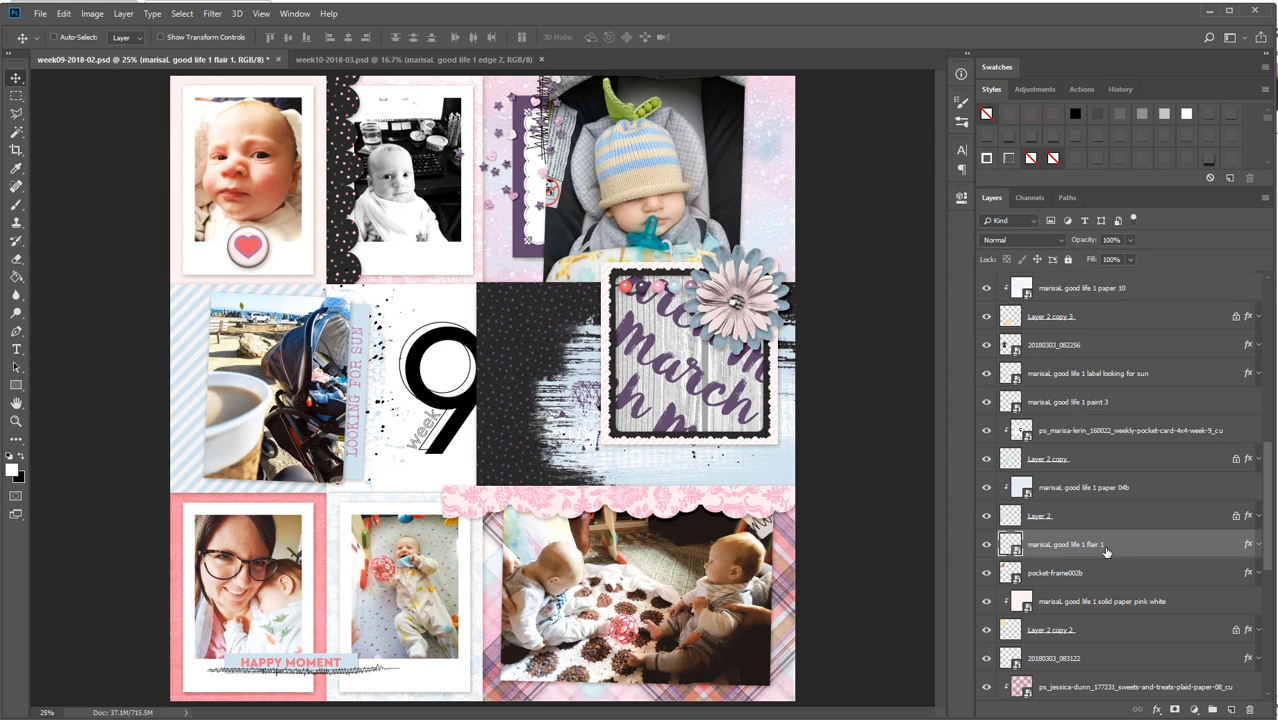 File Edit Image Layer Type Select Filter 3D View Window Help
Auto-Select: Layer Show Transform Controls 3D Mode:
week09-2018-02.psd @ 25% (marisaL good life 1 flair 1, RGB/8) * × week10-2018-03.psd @ 16.7% (marisaL good life 1 edge 2, RGB/8) ×
Swatches
Styles Adjustments Actions History
Layers Channels Paths
Kind
Normal Opacity: 100%
Lock: Fill: 100%
marisaL good life 1 paper 10
Layer 2 copy 3
20180303_082256
marisaL good life 1 label looking for sun
marisaL good life 1 paint 3
ps_marisa-lerin_160022_weekly-pocket-card-4x4-week-9_cu
Layer 2 copy
marisaL good life 1 paper 04b
Layer 2
marisaL good life 1 flair 1
pocket-frame002b
marisaL good life 1 solid paper pink white
Layer 2 copy 2
20180303_083122
ps_jessica-dunn_177231_sweets-and-treats-plaid-paper-08_cu
LOOKING FOR SUN
week
9
march
HAPPY MOMENT
25% Doc: 37.1M/715.5M